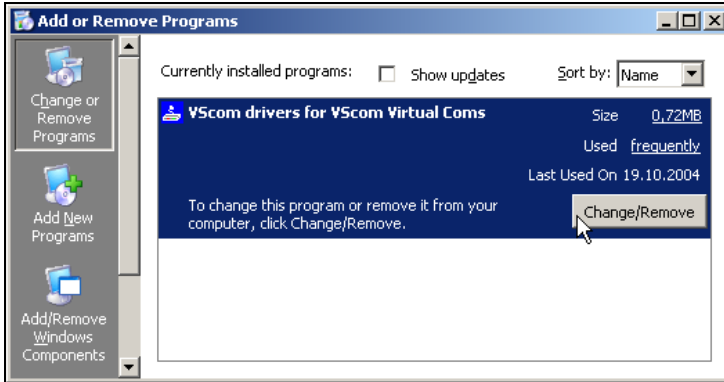 Add or Remove Programs
Change or
Remove
Programs
Add New
Programs
Add/Remove
Windows
Components
Currently installed programs:
Show updates
Sort by: Name
VScom drivers for VScom Virtual Coms
Size 0,72MB
Used frequently
Last Used On 19.10.2004
To change this program or remove it from your
computer, click Change/Remove.
Change/Remove